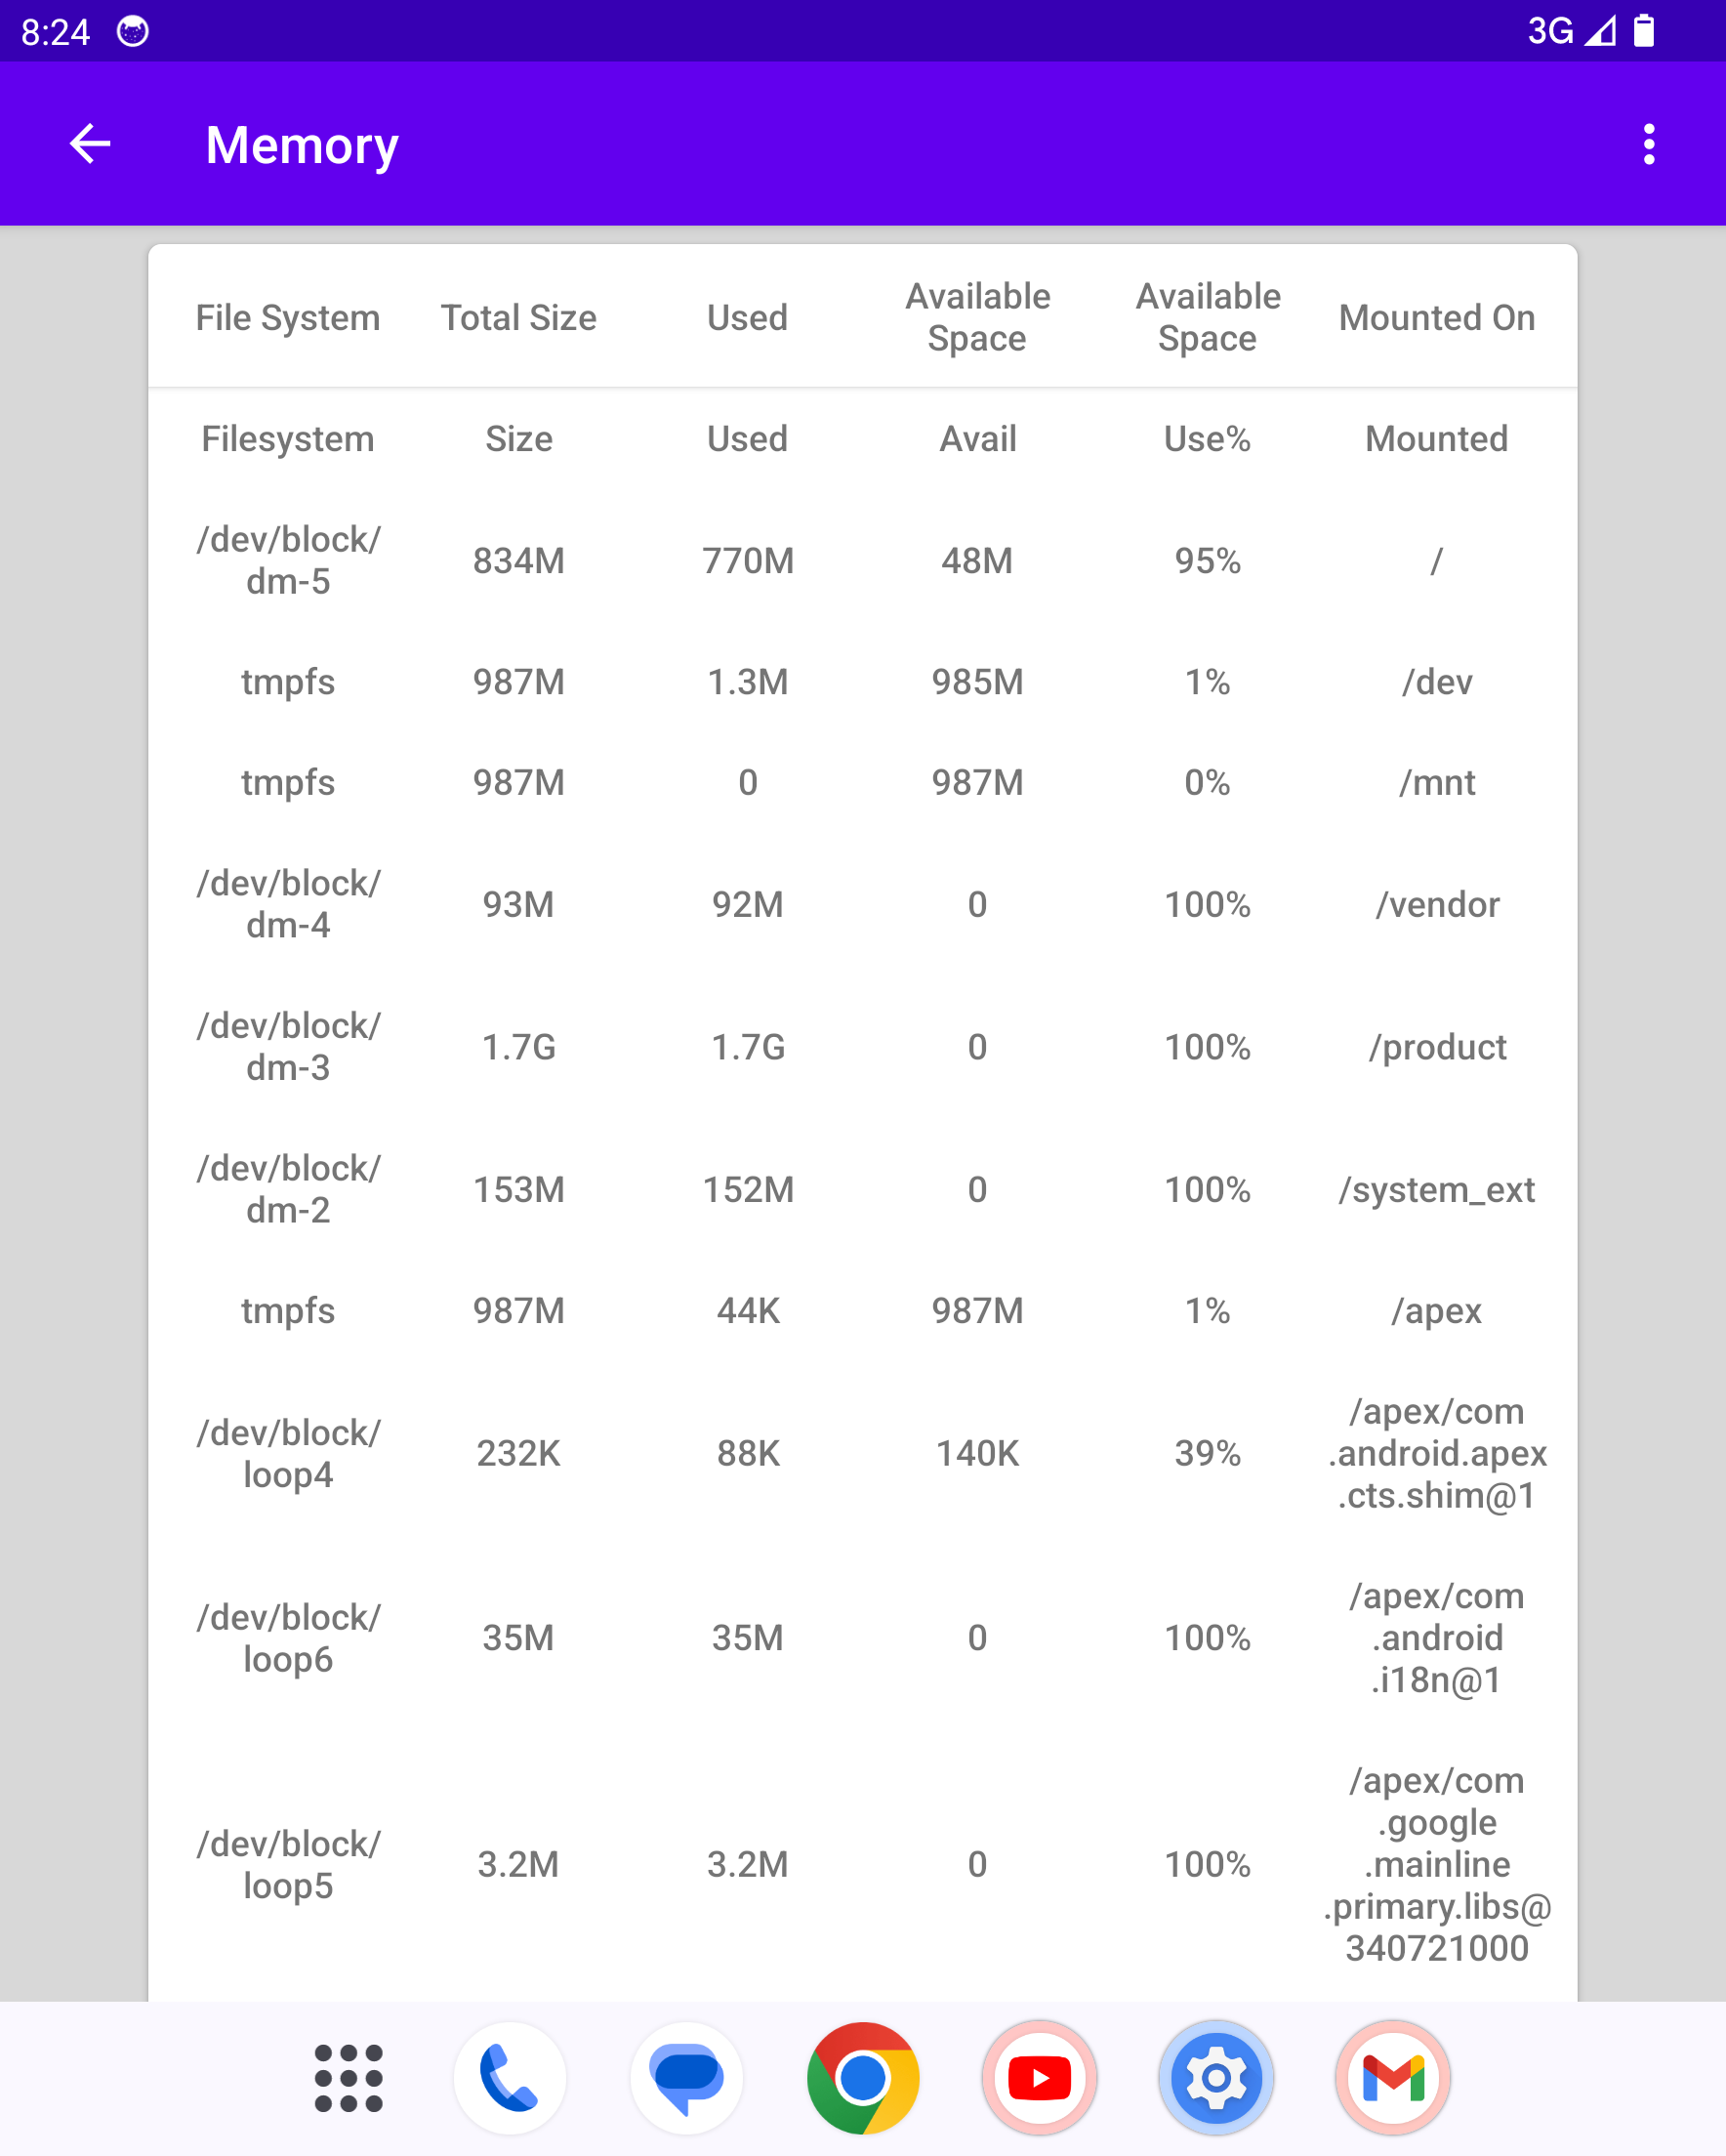 8:24
3G
Memory
File System Total Size Used Available Space Available Space Mounted On
Filesystem Size Used Avail Use% Mounted
/dev/block/dm-5 834M 770M 48M 95% /
tmpfs 987M 1.3M 985M 1% /dev
tmpfs 987M 0 987M 0% /mnt
/dev/block/dm-4 93M 92M 0 100% /vendor
/dev/block/dm-3 1.7G 1.7G 0 100% /product
/dev/block/dm-2 153M 152M 0 100% /system_ext
tmpfs 987M 44K 987M 1% /apex
/dev/block/loop4 232K 88K 140K 39% /apex/com.android.apex.cts.shim@1
/dev/block/loop6 35M 35M 0 100% /apex/com.android.i18n@1
/dev/block/loop5 3.2M 3.2M 0 100% /apex/com.google.mainline.primary.libs@340721000